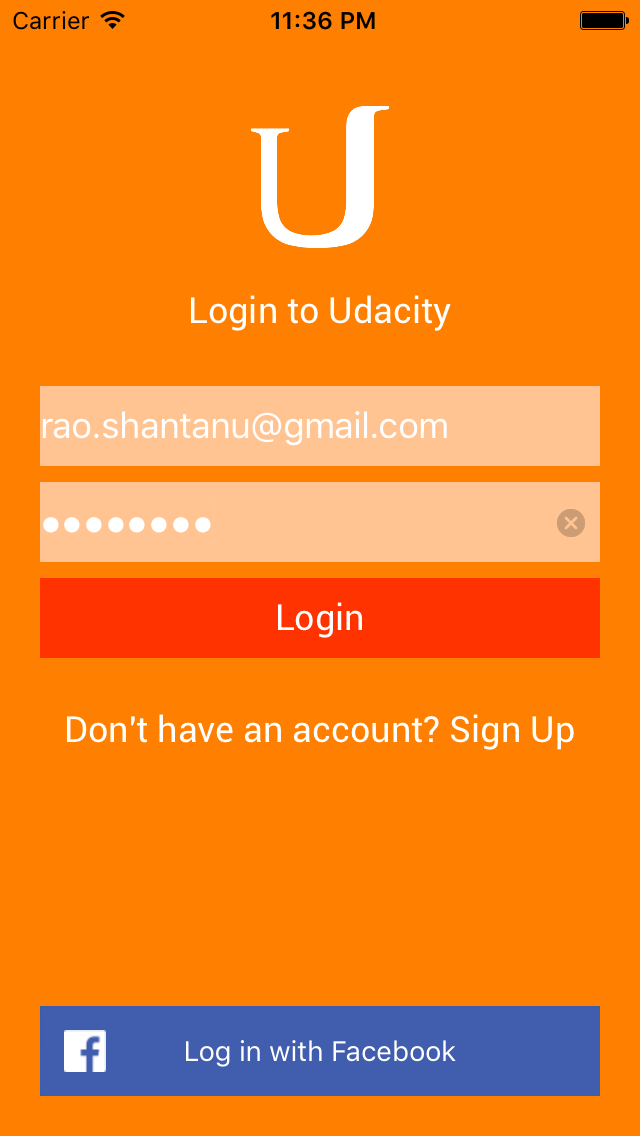 Carrier 11:36 PM
U
Login to Udacity
rao.shantanu@gmail.com
●●●●●●●●
Login
Don't have an account? Sign Up
f Log in with Facebook